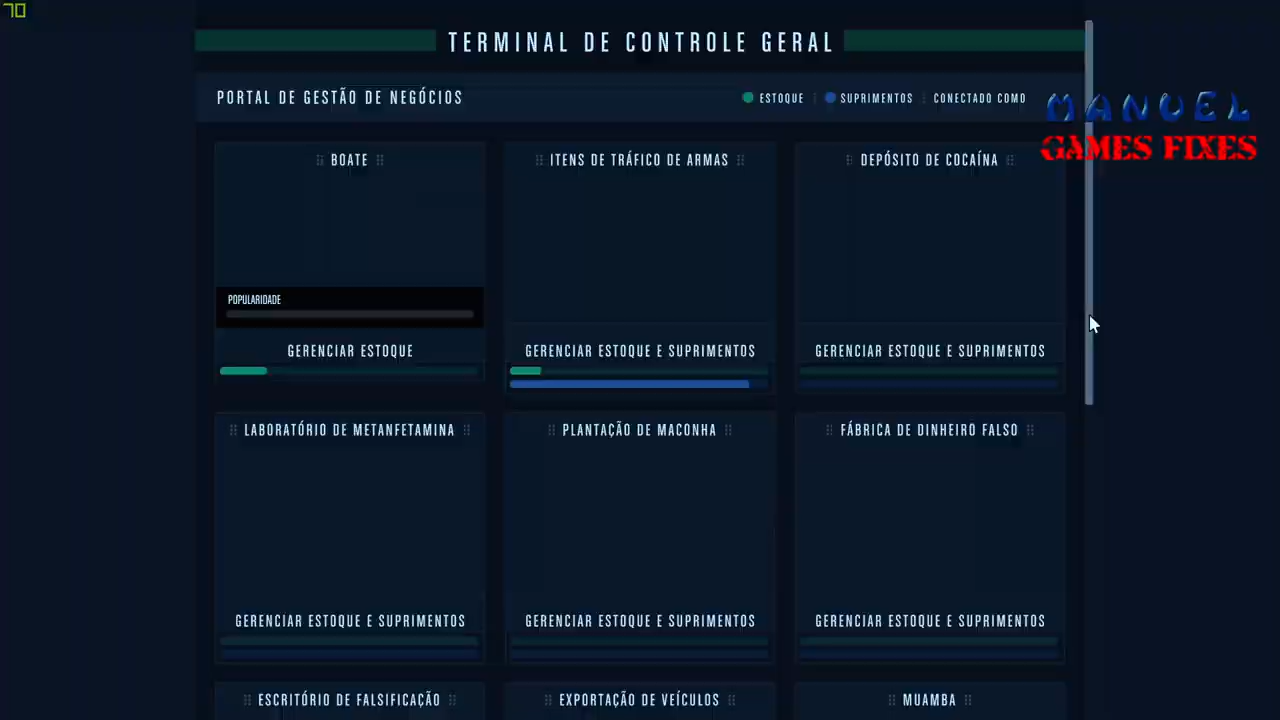 70
TERMINAL DE CONTROLE GERAL
PORTAL DE GESTÃO DE NEGÓCIOS
ESTOQUE
SUPRIMENTOS
CONECTADO COMO
MANUEL
GAMES FIXES
BOATE
ITENS DE TRÁFICO DE ARMAS
DEPÓSITO DE COCAÍNA
POPULARIDADE
GERENCIAR ESTOQUE
GERENCIAR ESTOQUE E SUPRIMENTOS
GERENCIAR ESTOQUE E SUPRIMENTOS
LABORATÓRIO DE METANFETAMINA
PLANTAÇÃO DE MACONHA
FÁBRICA DE DINHEIRO FALSO
GERENCIAR ESTOQUE E SUPRIMENTOS
GERENCIAR ESTOQUE E SUPRIMENTOS
GERENCIAR ESTOQUE E SUPRIMENTOS
ESCRITÓRIO DE FALSIFICAÇÃO
EXPORTAÇÃO DE VEÍCULOS
MUAMBA